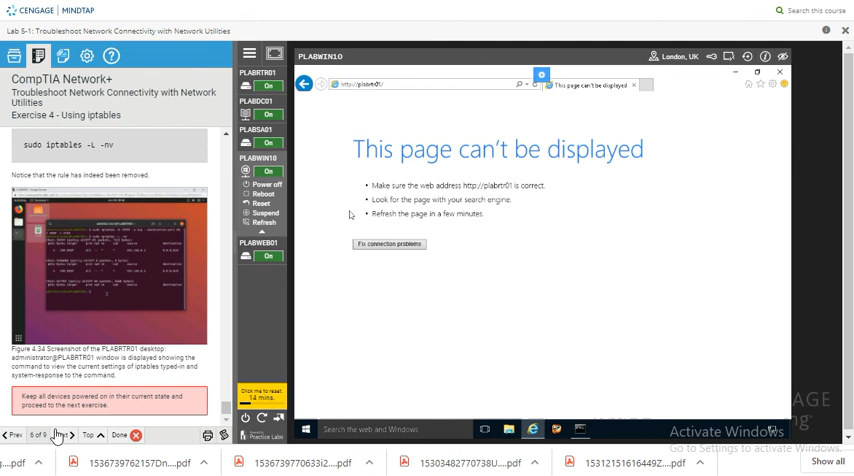 CENGAGE MINDTAP
Search this course
Lab 5-1: Troubleshoot Network Connectivity with Network Utilities
CompTIA Network+
Troubleshoot Network Connectivity with Network
Utilities
Exercise 4 - Using iptables
sudo iptables -L -nv
Notice that the rule has indeed been removed.
Figure 4.34 Screenshot of the PLABRTR01 desktop:
administrator@PLABRTR01 window is displayed showing the
command to view the current settings of iptables typed-in and
system-response to the command.
Keep all devices powered on in their current state and
proceed to the next exercise.
Prev
6 of 9
Top
Done
PLABRTR01
On
PLABDC01
On
PLABSA01
On
PLABWIN10
On
Power off
Reboot
Reset
Suspend
Refresh
PLABWEB01
On
Click me to reset
14 mins.
Practice Labs
PLABWIN10
London, UK
http://plabrtr01/
This page can't be displayed
This page can't be displayed
Make sure the web address http://plabrtr01 is correct.
Look for the page with your search engine.
Refresh the page in a few minutes.
Fix connection problems
Search the web and Windows
Activate Windows
Go to Settings to activate Windows.
g....pdf
1536739762157Dn....pdf
1536739770633i2....pdf
15303482770738U....pdf
15312151616449Z....pdf
Show all